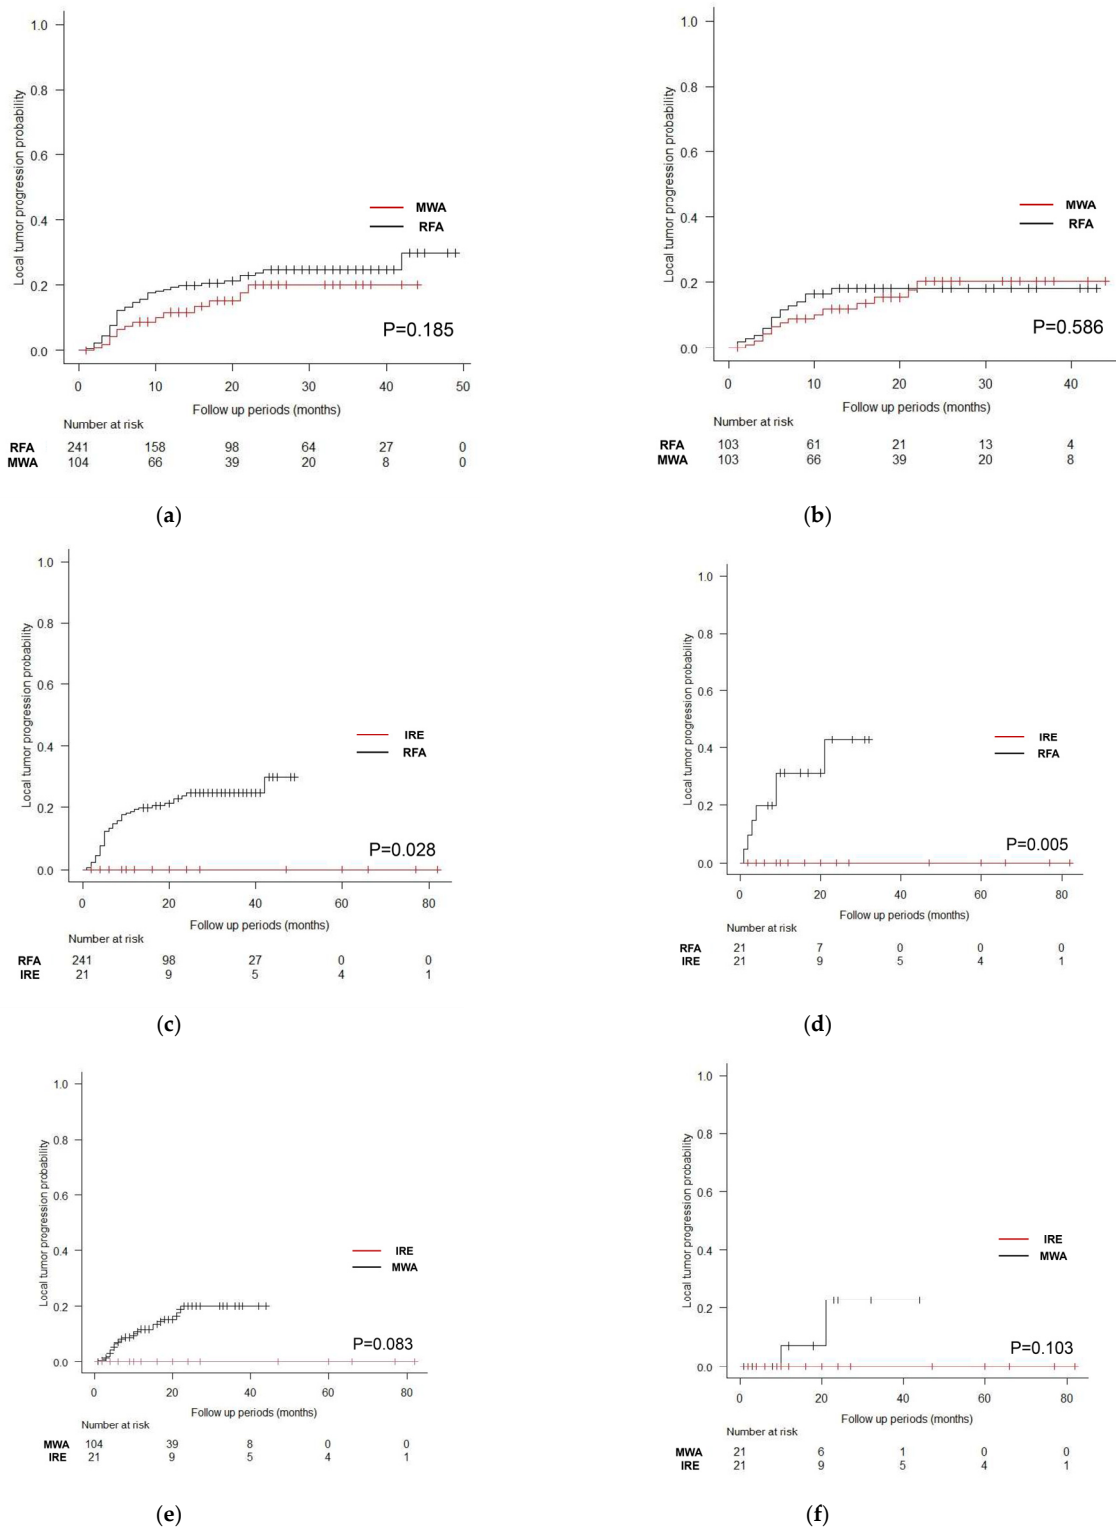 1.0
0.8
0.6
0.4
0.2
0.0
Local tumor progression probability
MWA
RFA
P=0.185
0 10 20 30 40 50
Follow up periods (months)
Number at risk
RFA 241 158 98 64 27 0
MWA 104 66 39 20 8 0
(a)
1.0
0.8
0.6
0.4
0.2
0.0
Local tumor progression probability
MWA
RFA
P=0.586
0 10 20 30 40
Follow up periods (months)
Number at risk
RFA 103 61 21 13 4
MWA 103 66 39 20 8
(b)
1.0
0.8
0.6
0.4
0.2
0.0
Local tumor progression probability
IRE
RFA
P=0.028
0 20 40 60 80
Follow up periods (months)
Number at risk
RFA 241 98 27 0 0
IRE 21 9 5 4 1
(c)
1.0
0.8
0.6
0.4
0.2
0.0
Local tumor progression probability
IRE
RFA
P=0.005
0 20 40 60 80
Follow up periods (months)
Number at risk
RFA 21 7 0 0 0
IRE 21 9 5 4 1
(d)
1.0
0.8
0.6
0.4
0.2
0.0
Local tumor progression probability
IRE
MWA
P=0.083
0 20 40 60 80
Follow up periods (months)
Number at risk
MWA 104 39 8 0 0
IRE 21 9 5 4 1
(e)
1.0
0.8
0.6
0.4
0.2
0.0
Local tumor progression probability
IRE
MWA
P=0.103
0 20 40 60 80
Follow up periods (months)
Number at risk
MWA 21 6 1 0 0
IRE 21 9 5 4 1
(f)